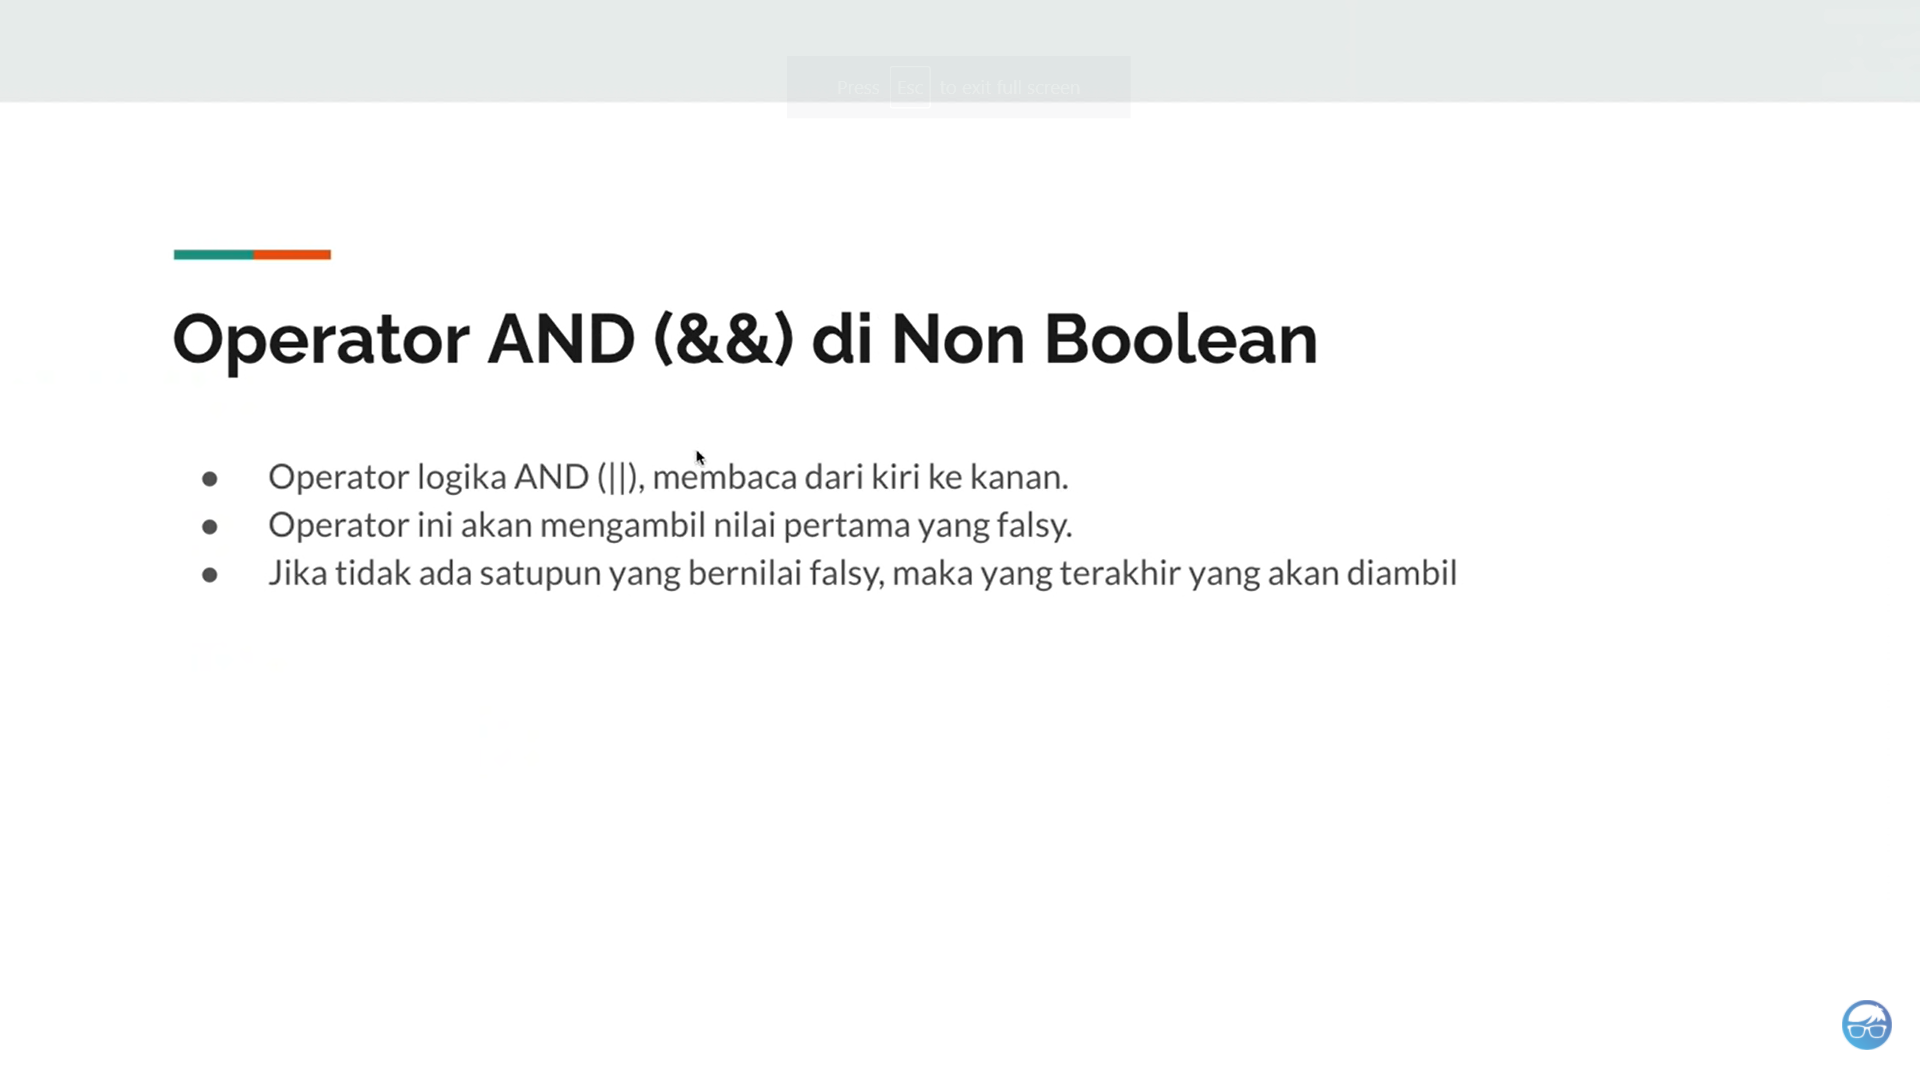 Press Esc to exit full screen
Operator AND (&&) di Non Boolean
● Operator logika AND (||), membaca dari kiri ke kanan.
● Operator ini akan mengambil nilai pertama yang falsy.
● Jika tidak ada satupun yang bernilai falsy, maka yang terakhir yang akan diambil